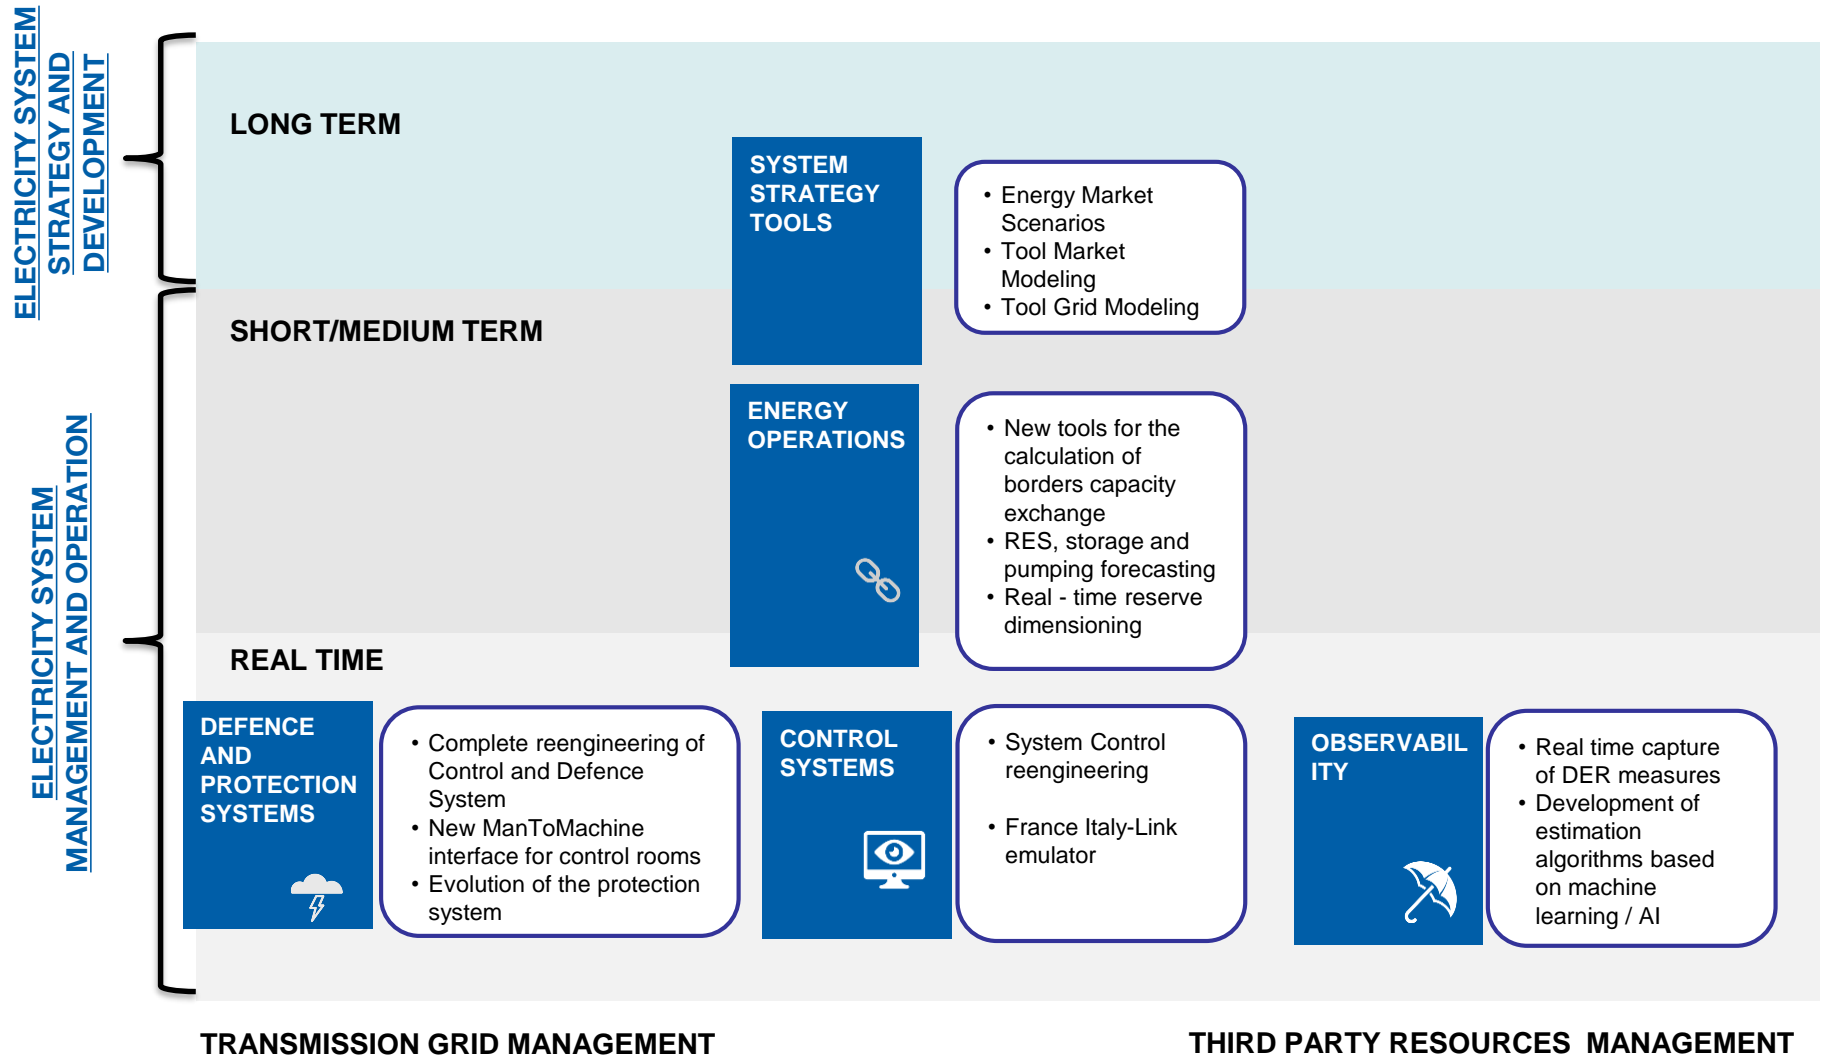 ELECTRICITY SYSTEM
STRATEGY AND
DEVELOPMENT
LONG TERM
SYSTEM
STRATEGY
TOOLS
• Energy Market
Scenarios
• Tool Market
Modeling
• Tool Grid Modeling
ELECTRICITY SYSTEM
MANAGEMENT AND OPERATION
SHORT/MEDIUM TERM
ENERGY
OPERATIONS
• New tools for the
calculation of
borders capacity
exchange
• RES, storage and
pumping forecasting
• Real - time reserve
dimensioning
REAL TIME
DEFENCE
AND
PROTECTION
SYSTEMS
• Complete reengineering of
Control and Defence
System
• New ManToMachine
interface for control rooms
• Evolution of the protection
system
CONTROL
SYSTEMS
• System Control
reengineering
• France Italy-Link
emulator
OBSERVABIL
ITY
• Real time capture
of DER measures
• Development of
estimation
algorithms based
on machine
learning / AI
TRANSMISSION GRID MANAGEMENT
THIRD PARTY RESOURCES  MANAGEMENT